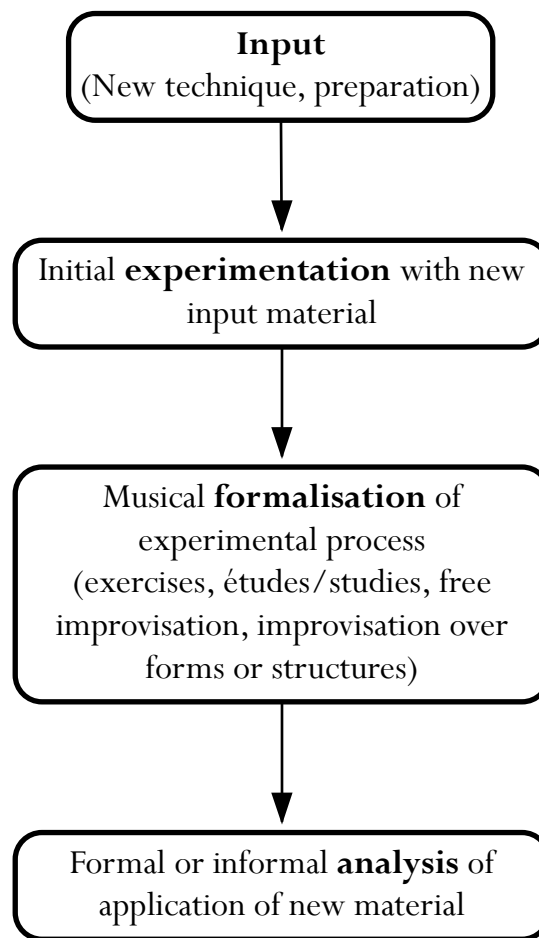 Input
(New technique, preparation)
Initial experimentation with new
input material
Musical formalisation of
experimental process
(exercises, études/studies, free
improvisation, improvisation over
forms or structures)
Formal or informal analysis of
application of new material